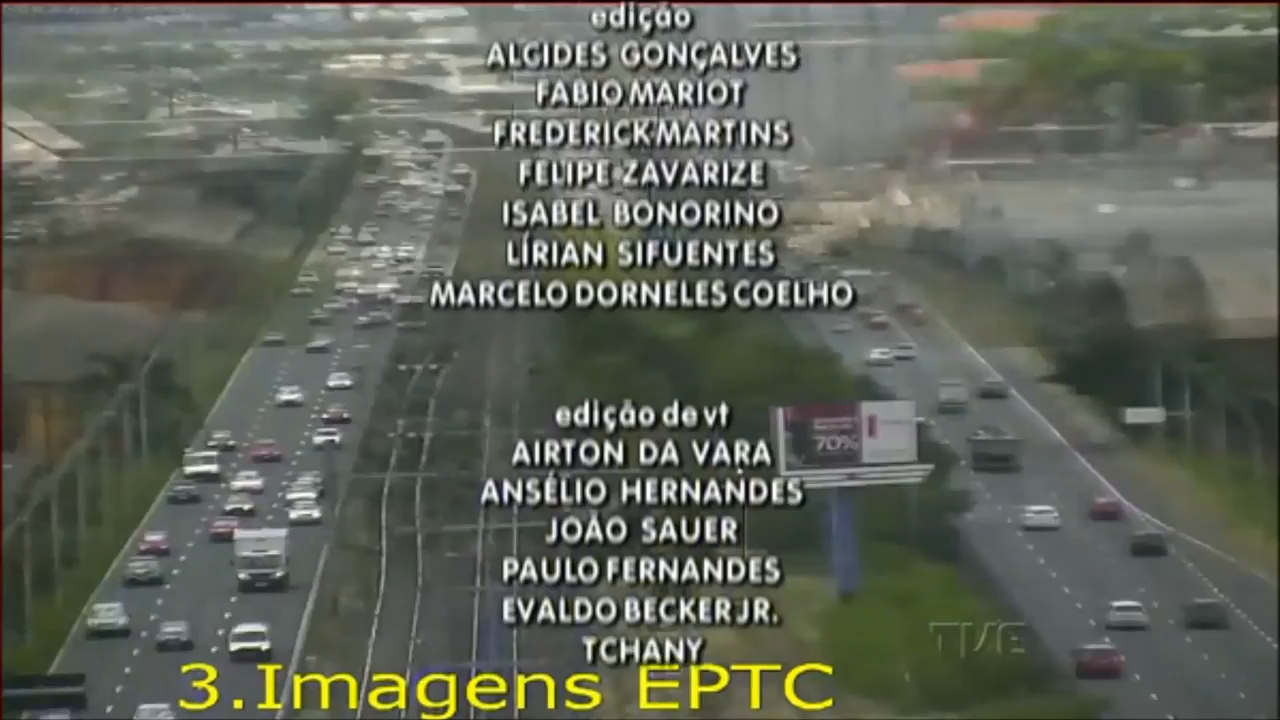 edição
ALCIDES GONÇALVES
FABIO MARIOT
FREDERICK MARTINS
FELIPE ZAVARIZE
ISABEL BONORINO
LÍRIAN SIFUENTES
MARCELO DORNELES COELHO
edição de vt
AIRTON DA VARA
70%
ANSÉLIO HERNANDES
JOÃO SAUER
PAULO FERNANDES
EVALDO BECKER JR.
TCHANY
TVE
3.Imagens EPTC